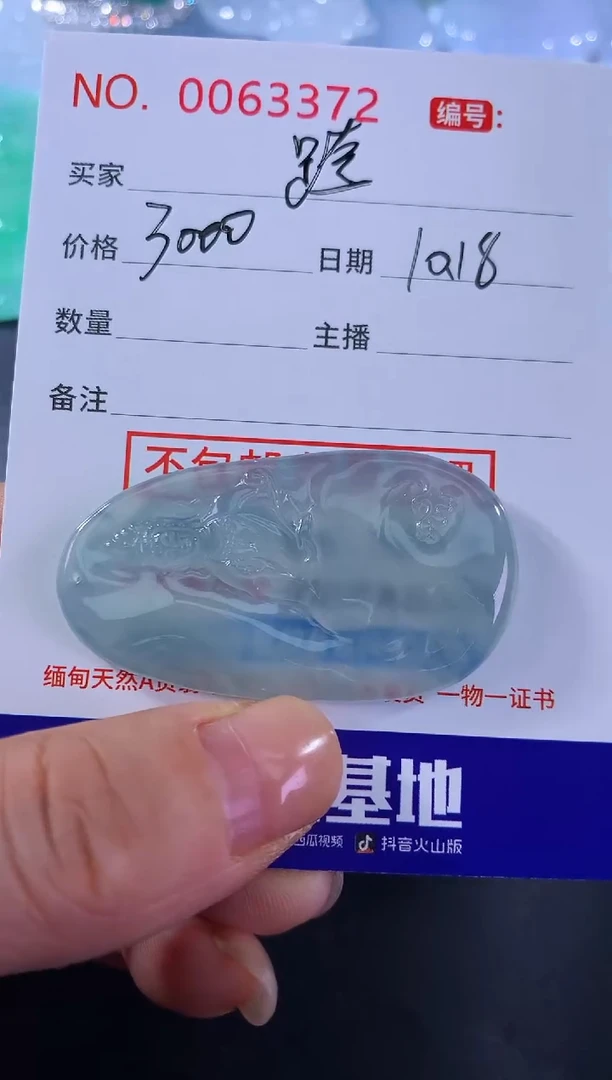 NO. 0063372 编号:
买家
价格 3000 日期 1018
数量 主播
备注
缅甸天然A货 一物一证书
基地
西瓜视频 抖音火山版